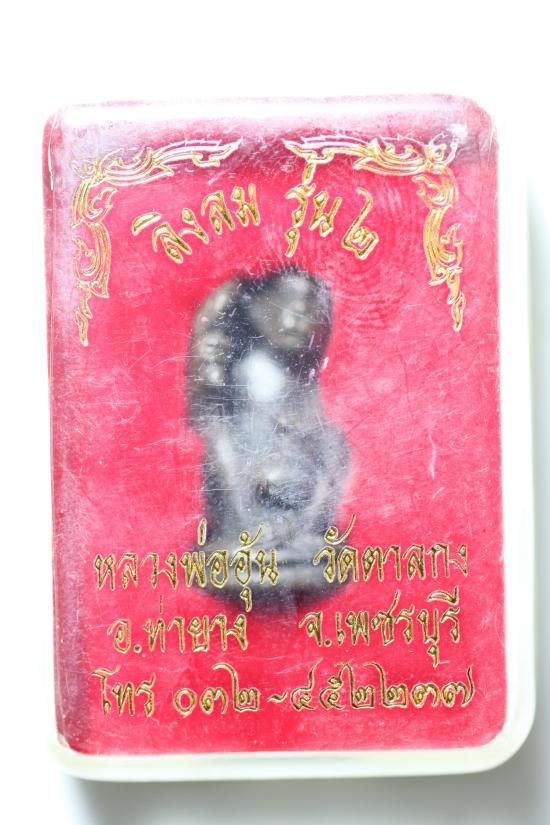 ลิงลม รุ่น ๒
หลวงพ่ออุ้น วัดตาลกง
อ.ท่ายาง จ.เพชรบุรี
โทร ๐๓๒-๔๕๒๒๓๗